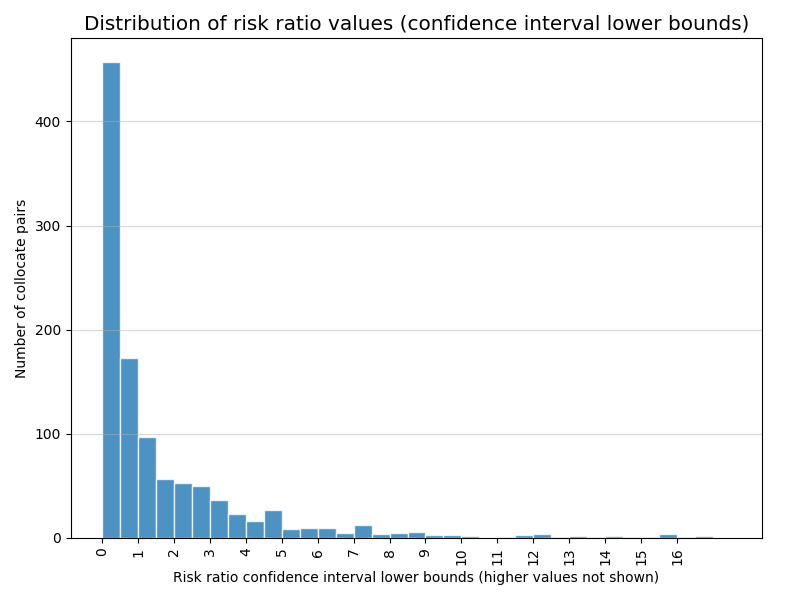 Distribution of risk ratio values (confidence interval lower bounds)
Number of collocate pairs
400
300
200
100
0
0 1 2 3 4 5 6 7 8 9 10 11 12 13 14 15 16
Risk ratio confidence interval lower bounds (higher values not shown)